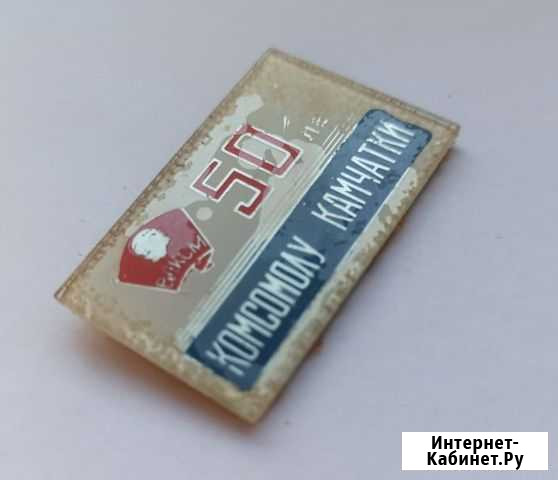 50 ЛЕТ
ВЛКСМ
КОМСОМОЛУ КАМЧАТКИ
Интернет-
Кабинет.Ру